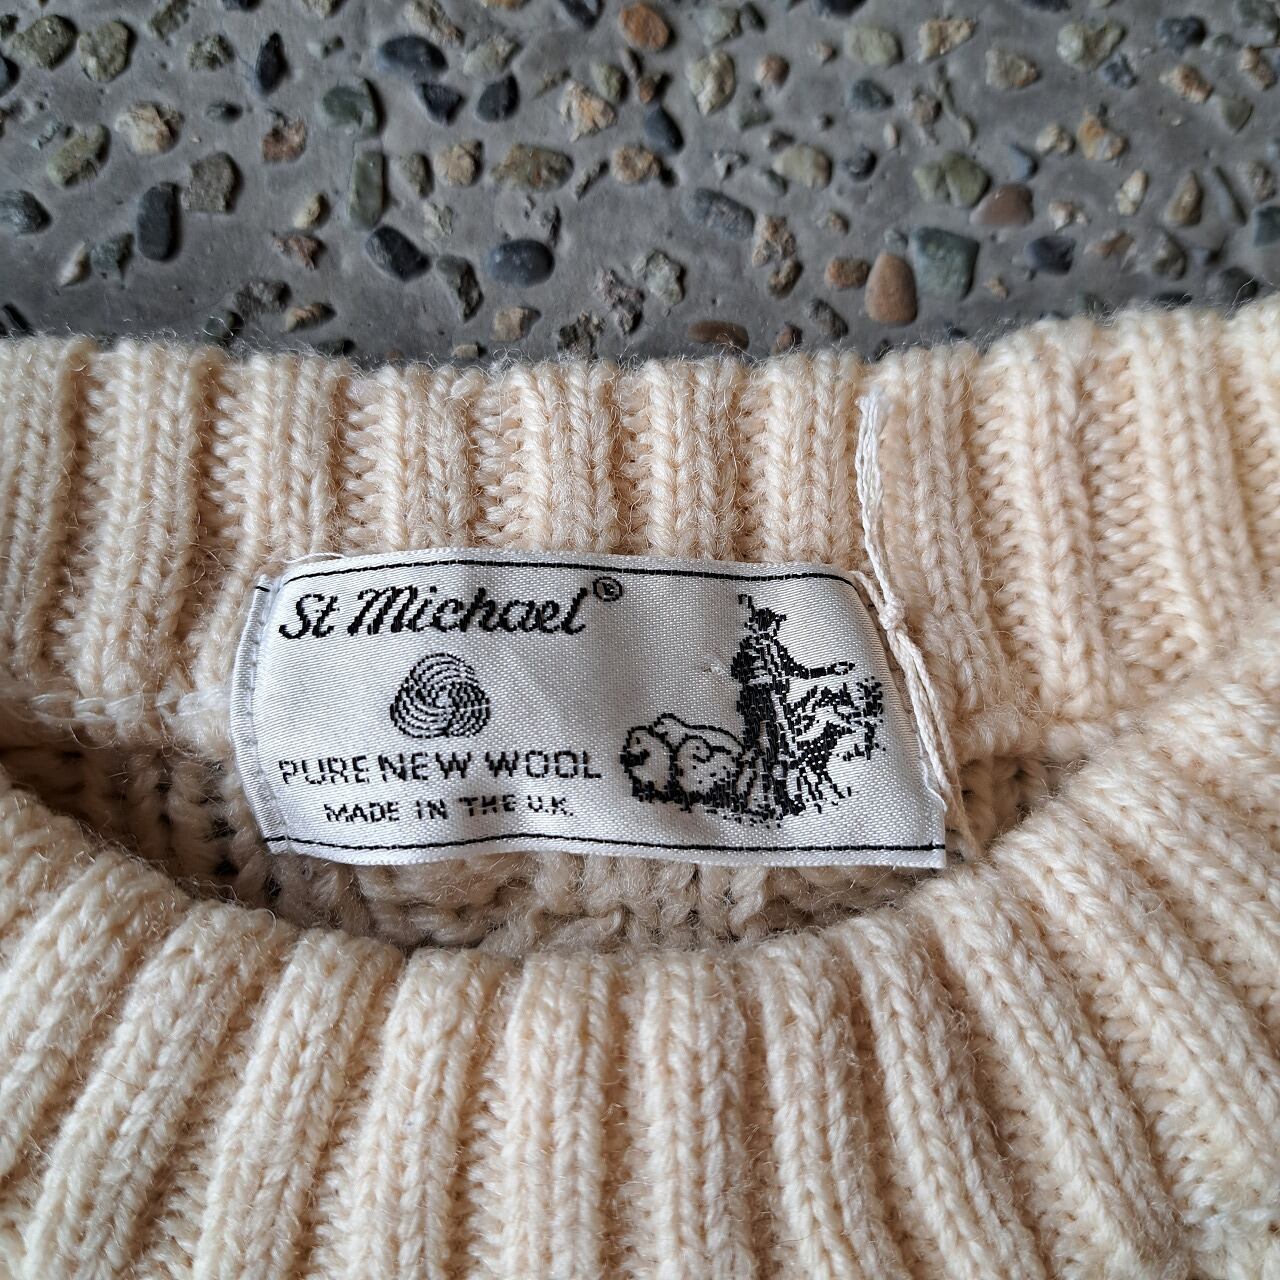 St Michael®
PURE NEW WOOL
MADE IN THE U.K.